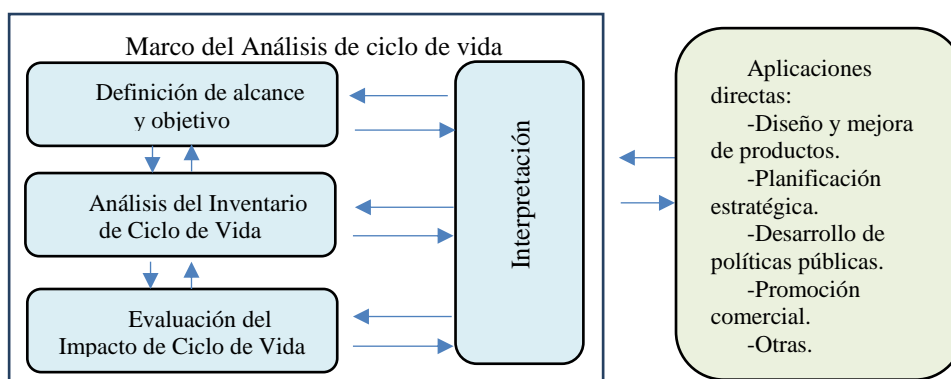 Marco del Análisis de ciclo de vida
Definición de alcance
y objetivo
Análisis del Inventario
de Ciclo de Vida
Evaluación del
Impacto de Ciclo de Vida
Interpretación
Aplicaciones
directas:
-Diseño y mejora
de productos.
-Planificación
estratégica.
-Desarrollo de
políticas públicas.
-Promoción
comercial.
-Otras.